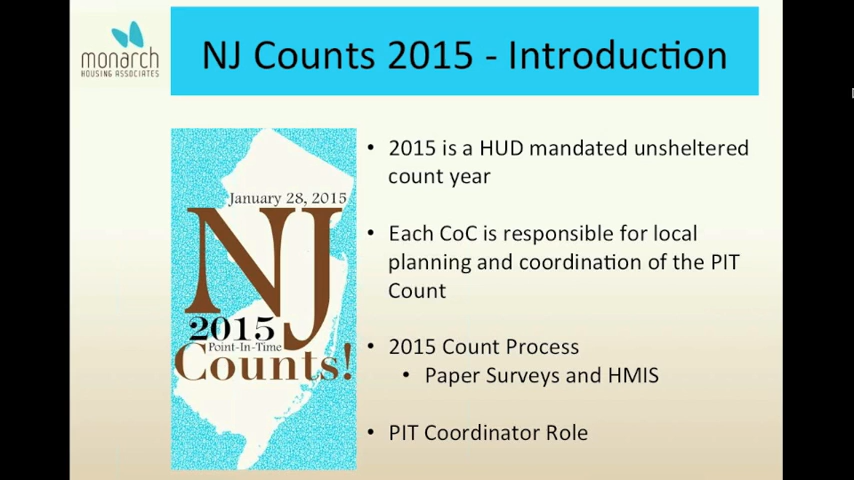 monarch
HOUSING ASSOCIATES
NJ Counts 2015 - Introduction
January 28, 2015
NJ
2015
Point-In-Time
Counts!
• 2015 is a HUD mandated unsheltered
count year
• Each CoC is responsible for local
planning and coordination of the PIT
Count
• 2015 Count Process
• Paper Surveys and HMIS
• PIT Coordinator Role